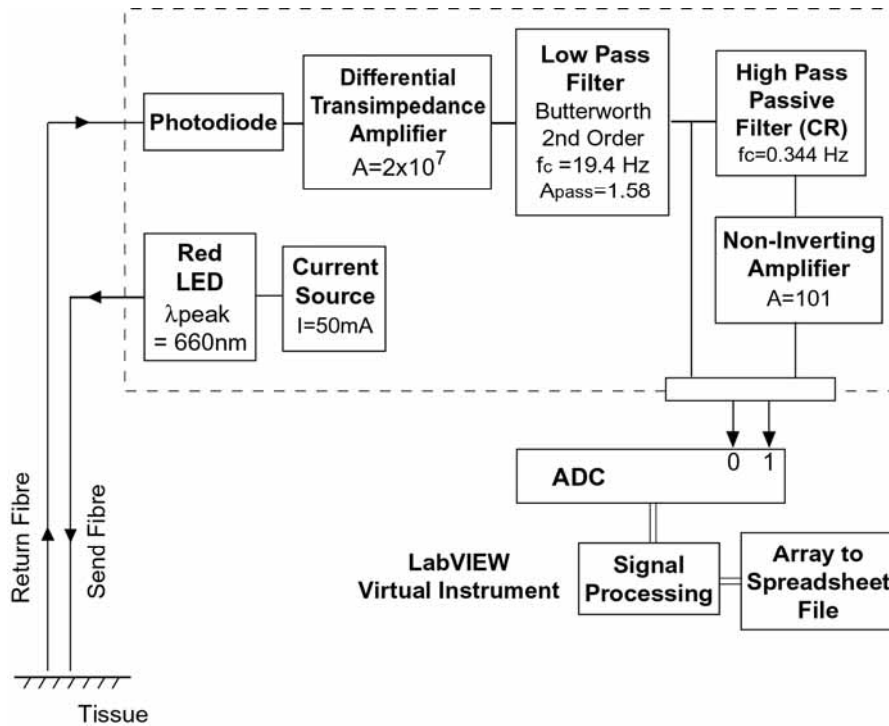 Photodiode
Differential
Transimpedance
Amplifier
A=2x10⁷
Low Pass
Filter
Butterworth
2nd Order
fc =19.4 Hz
Apass=1.58
High Pass
Passive
Filter (CR)
fc=0.344 Hz
Red
LED
λpeak
= 660nm
Current
Source
I=50mA
Non-Inverting
Amplifier
A=101
0 1
ADC
Return Fibre
Send Fibre
LabVIEW
Virtual Instrument
Signal
Processing
Array to
Spreadsheet
File
Tissue